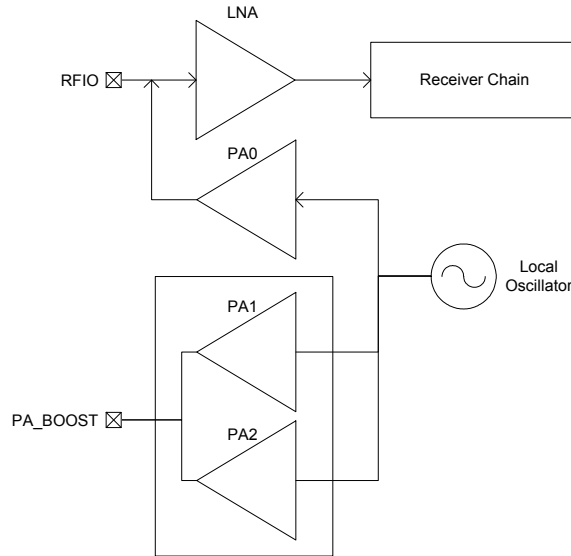 LNA
RFIO
Receiver Chain
PA0
Local
Oscillator
PA1
PA_BOOST
PA2